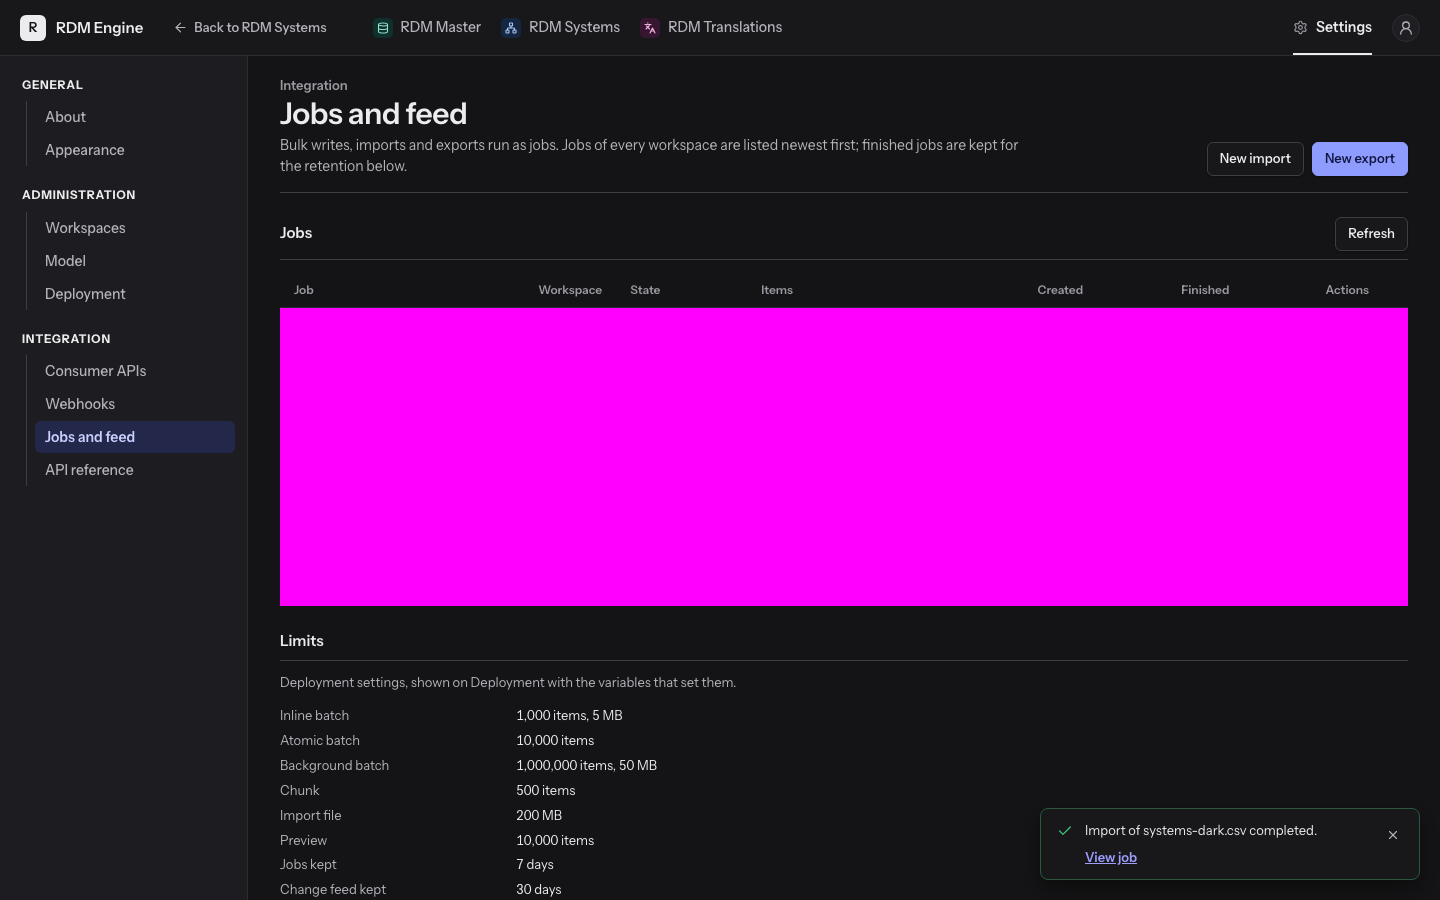 R RDM Engine
Back to RDM Systems
RDM Master
RDM Systems
RDM Translations
Settings
GENERAL
About
Appearance
ADMINISTRATION
Workspaces
Model
Deployment
INTEGRATION
Consumer APIs
Webhooks
Jobs and feed
API reference
Integration
Jobs and feed
Bulk writes, imports and exports run as jobs. Jobs of every workspace are listed newest first; finished jobs are kept for
the retention below.
New import
New export
Jobs
Refresh
Job Workspace State Items Created Finished Actions
Limits
Deployment settings, shown on Deployment with the variables that set them.
Inline batch 1,000 items, 5 MB
Atomic batch 10,000 items
Background batch 1,000,000 items, 50 MB
Chunk 500 items
Import file 200 MB
Preview 10,000 items
Jobs kept 7 days
Change feed kept 30 days
Import of systems-dark.csv completed.
View job